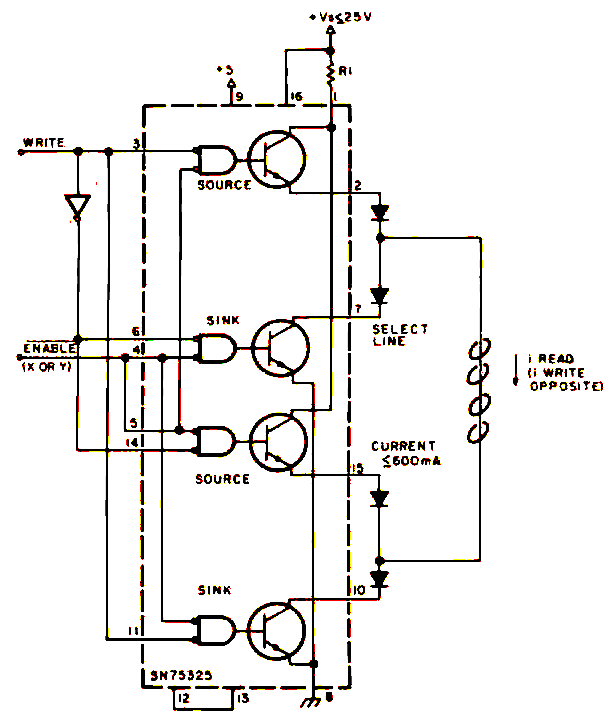 +Vs≤25V
R1
+5
9
16
1
WRITE
3
SOURCE
2
6
SINK
7
ENABLE
4
(X OR Y)
SELECT
LINE
i READ
(i WRITE
OPPOSITE)
5
14
CURRENT
≤600mA
15
SOURCE
SINK
10
11
SN75325
12
13
8